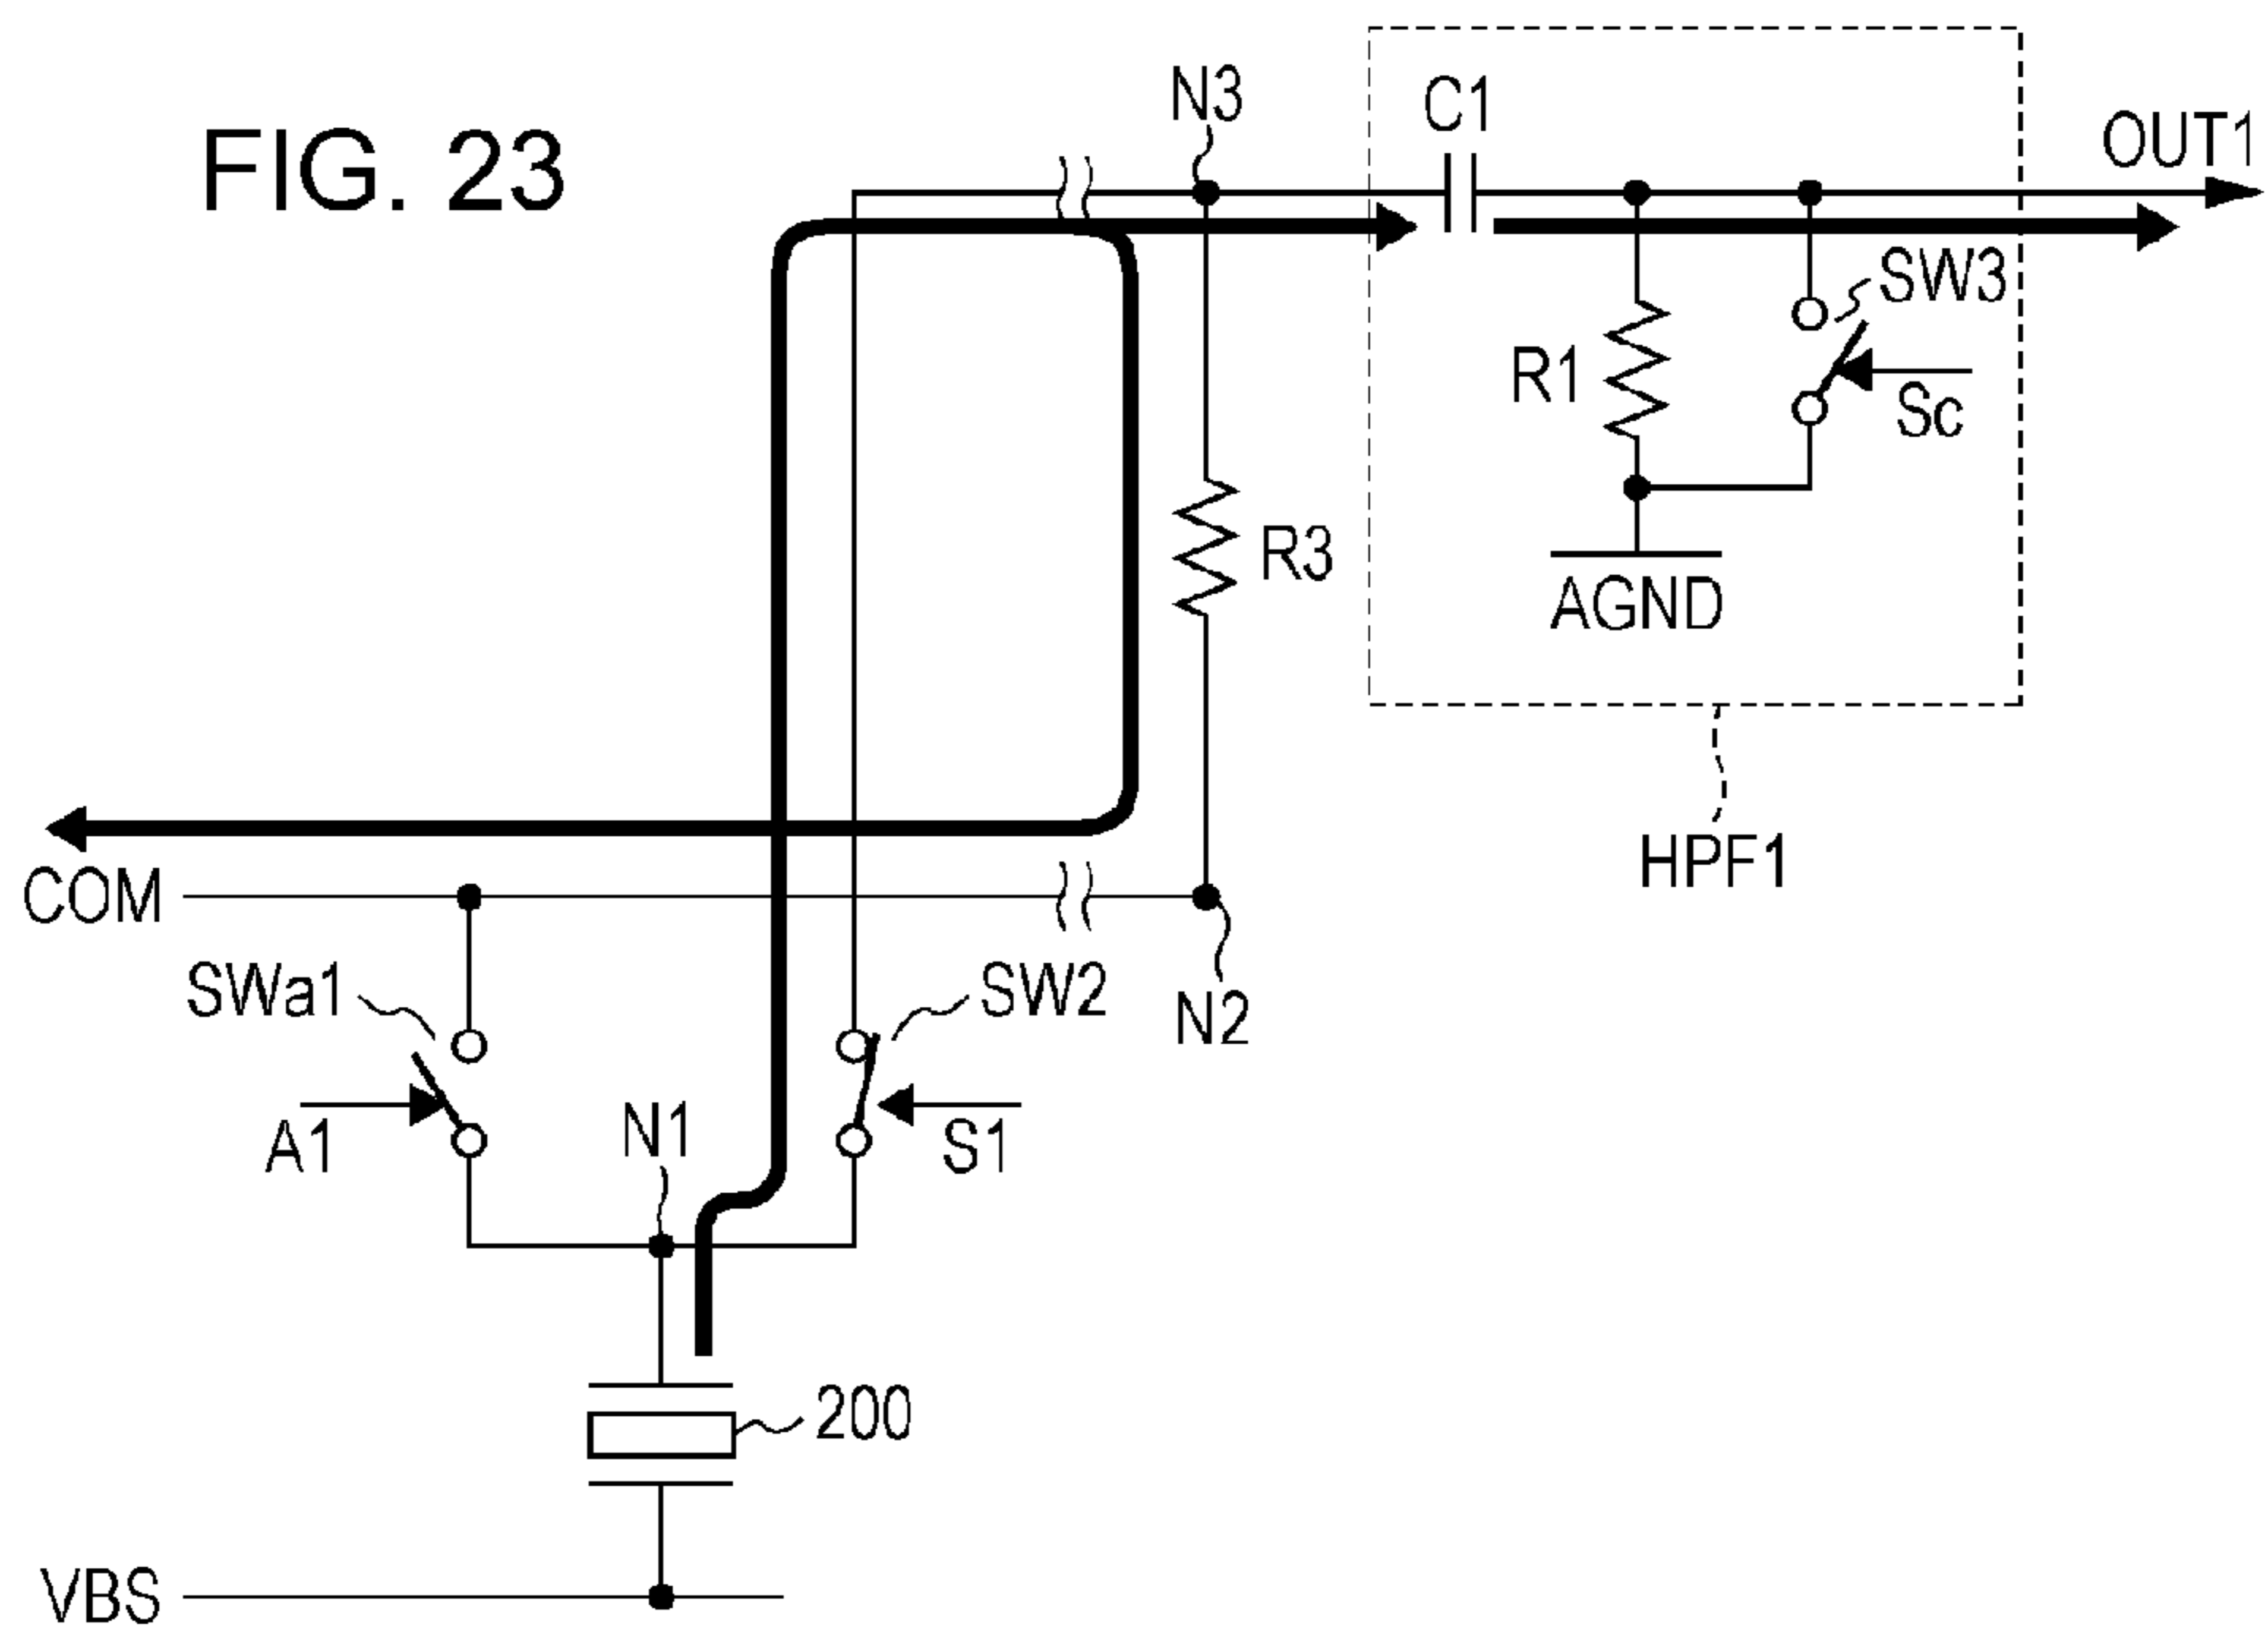 FIG. 23
N3
C1
OUT1
SW3
R1
Sc
R3
AGND
HPF1
COM
SWa1
SW2
N2
A1
N1
S1
200
VBS